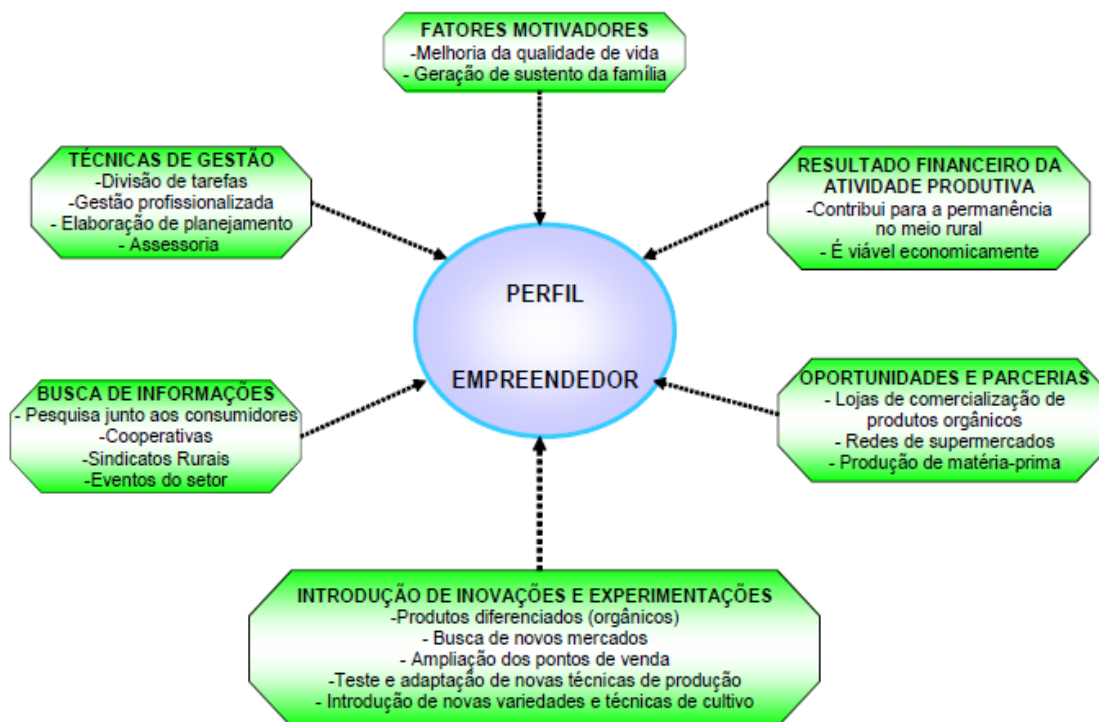 FATORES MOTIVADORES
-Melhoria da qualidade de vida
- Geração de sustento da família
TÉCNICAS DE GESTÃO
-Divisão de tarefas
-Gestão profissionalizada
- Elaboração de planejamento
- Assessoria
RESULTADO FINANCEIRO DA
ATIVIDADE PRODUTIVA
-Contribui para a permanência
no meio rural
- É viável economicamente
PERFIL
EMPREENDEDOR
BUSCA DE INFORMAÇÕES
- Pesquisa junto aos consumidores
-Cooperativas
-Sindicatos Rurais
-Eventos do setor
OPORTUNIDADES E PARCERIAS
- Lojas de comercialização de
produtos orgânicos
- Redes de supermercados
- Produção de matéria-prima
INTRODUÇÃO DE INOVAÇÕES E EXPERIMENTAÇÕES
-Produtos diferenciados (orgânicos)
- Busca de novos mercados
- Ampliação dos pontos de venda
-Teste e adaptação de novas técnicas de produção
- Introdução de novas variedades e técnicas de cultivo